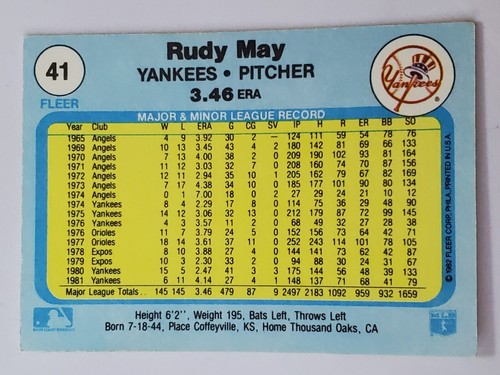 41
FLEER
Rudy May
YANKEES • PITCHER
3.46 ERA
Yankees
MAJOR & MINOR LEAGUE RECORD
Year Club W L ERA G CG SV IP H R ER BB SO
1965 Angels 4 9 3.92 30 2 — 124 111 59 54 78 76
1969 Angels 10 13 3.45 43 4 2 180 142 81 69 66 133
1970 Angels 7 13 4.00 38 2 0 209 190 102 93 81 164
1971 Angels 11 12 3.03 32 7 0 208 160 74 70 87 156
1972 Angels 12 11 2.94 35 10 1 205 162 79 67 82 169
1973 Angels 7 17 4.38 34 10 0 185 177 101 90 80 134
1974 Angels 0 1 7.00 18 0 2 27 29 24 21 10 12
1974 Yankees 8 4 2.29 17 8 0 114 75 36 29 48 90
1975 Yankees 14 12 3.06 32 13 0 212 179 87 72 99 145
1976 Yankees 4 3 3.57 11 2 0 68 49 32 27 28 38
1976 Orioles 11 7 3.79 24 5 0 152 156 70 64 42 71
1977 Orioles 18 14 3.61 37 11 0 252 243 114 101 78 105
1978 Expos 8 10 3.88 27 4 0 144 141 73 62 42 87
1979 Expos 10 3 2.30 33 2 0 94 88 30 24 31 67
1980 Yankees 15 5 2.47 41 3 3 175 144 56 48 39 133
1981 Yankees 6 11 4.14 27 4 1 148 137 71 68 41 79
Major League Totals.. 145 145 3.46 479 87 9 2497 2183 1092 959 932 1659
© 1982 FLEER CORP., PHILA., PRINTED IN U.S.A.
Height 6'2'', Weight 195, Bats Left, Throws Left
Born 7-18-44, Place Coffeyville, KS, Home Thousand Oaks, CA